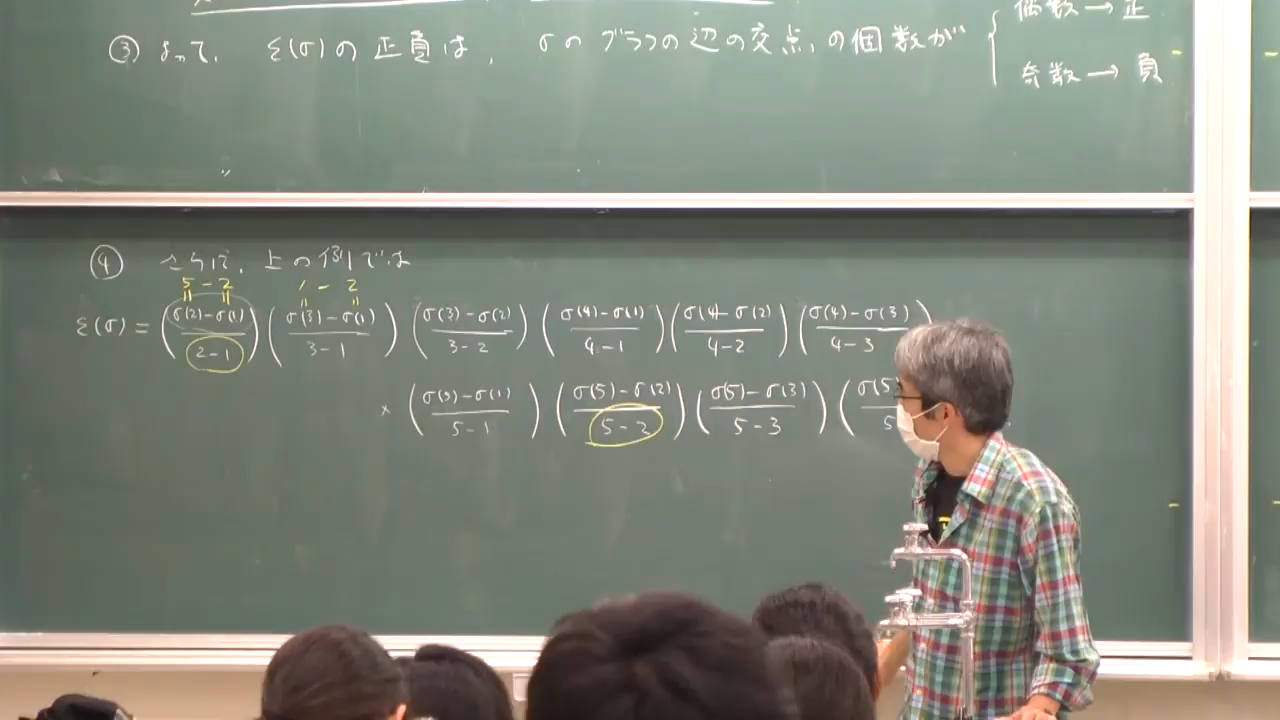 ③ よって, ε(σ)の正負は, σのグラフの辺の交点の個数が { 偶数→正
奇数→負
④ さらに, 上の例では
5-2 1-2
ε(σ) = (σ(2)-σ(1) / 2-1) (σ(3)-σ(1) / 3-1) (σ(3)-σ(2) / 3-2) (σ(4)-σ(1) / 4-1) (σ(4)-σ(2) / 4-2) (σ(4)-σ(3) / 4-3)
× (σ(5)-σ(1) / 5-1) (σ(5)-σ(2) / 5-2) (σ(5)-σ(3) / 5-3) (σ(5) / 5